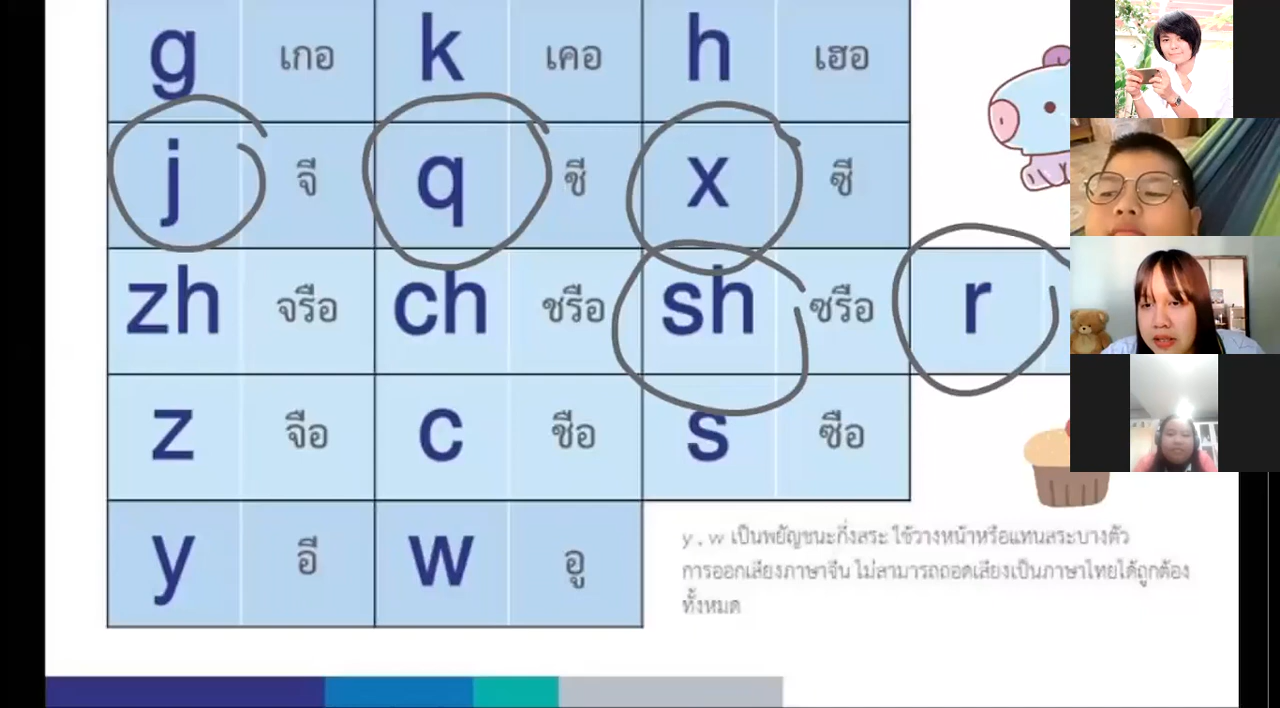 g เกอ k เคอ h เฮอ
j จี q ชี x ซี
zh จรือ ch ชรือ sh ซรือ r
z จือ c ชือ s ซือ
y อี w อู
y , w เป็นพยัญชนะกึ่งสระ ใช้วางหน้าหรือแทนสระบางตัว
การออกเสียงภาษาจีน ไม่สามารถถอดเสียงเป็นภาษาไทยได้ถูกต้อง
ทั้งหมด